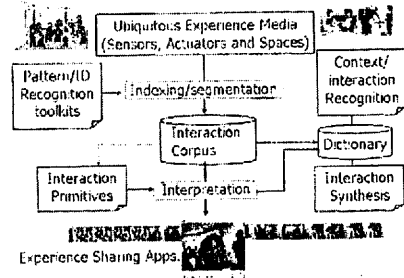 Ubiquitous Experience Media
(Sensors, Actuators and Spaces)
Pattern/ID
Recognition
toolkits
Indexing/segmentation
Context/
interaction
Recognition
Interaction
Corpus
Dictionary
Interaction
Primitives
Interpretation
Interaction
Synthesis
Experience Sharing Apps.